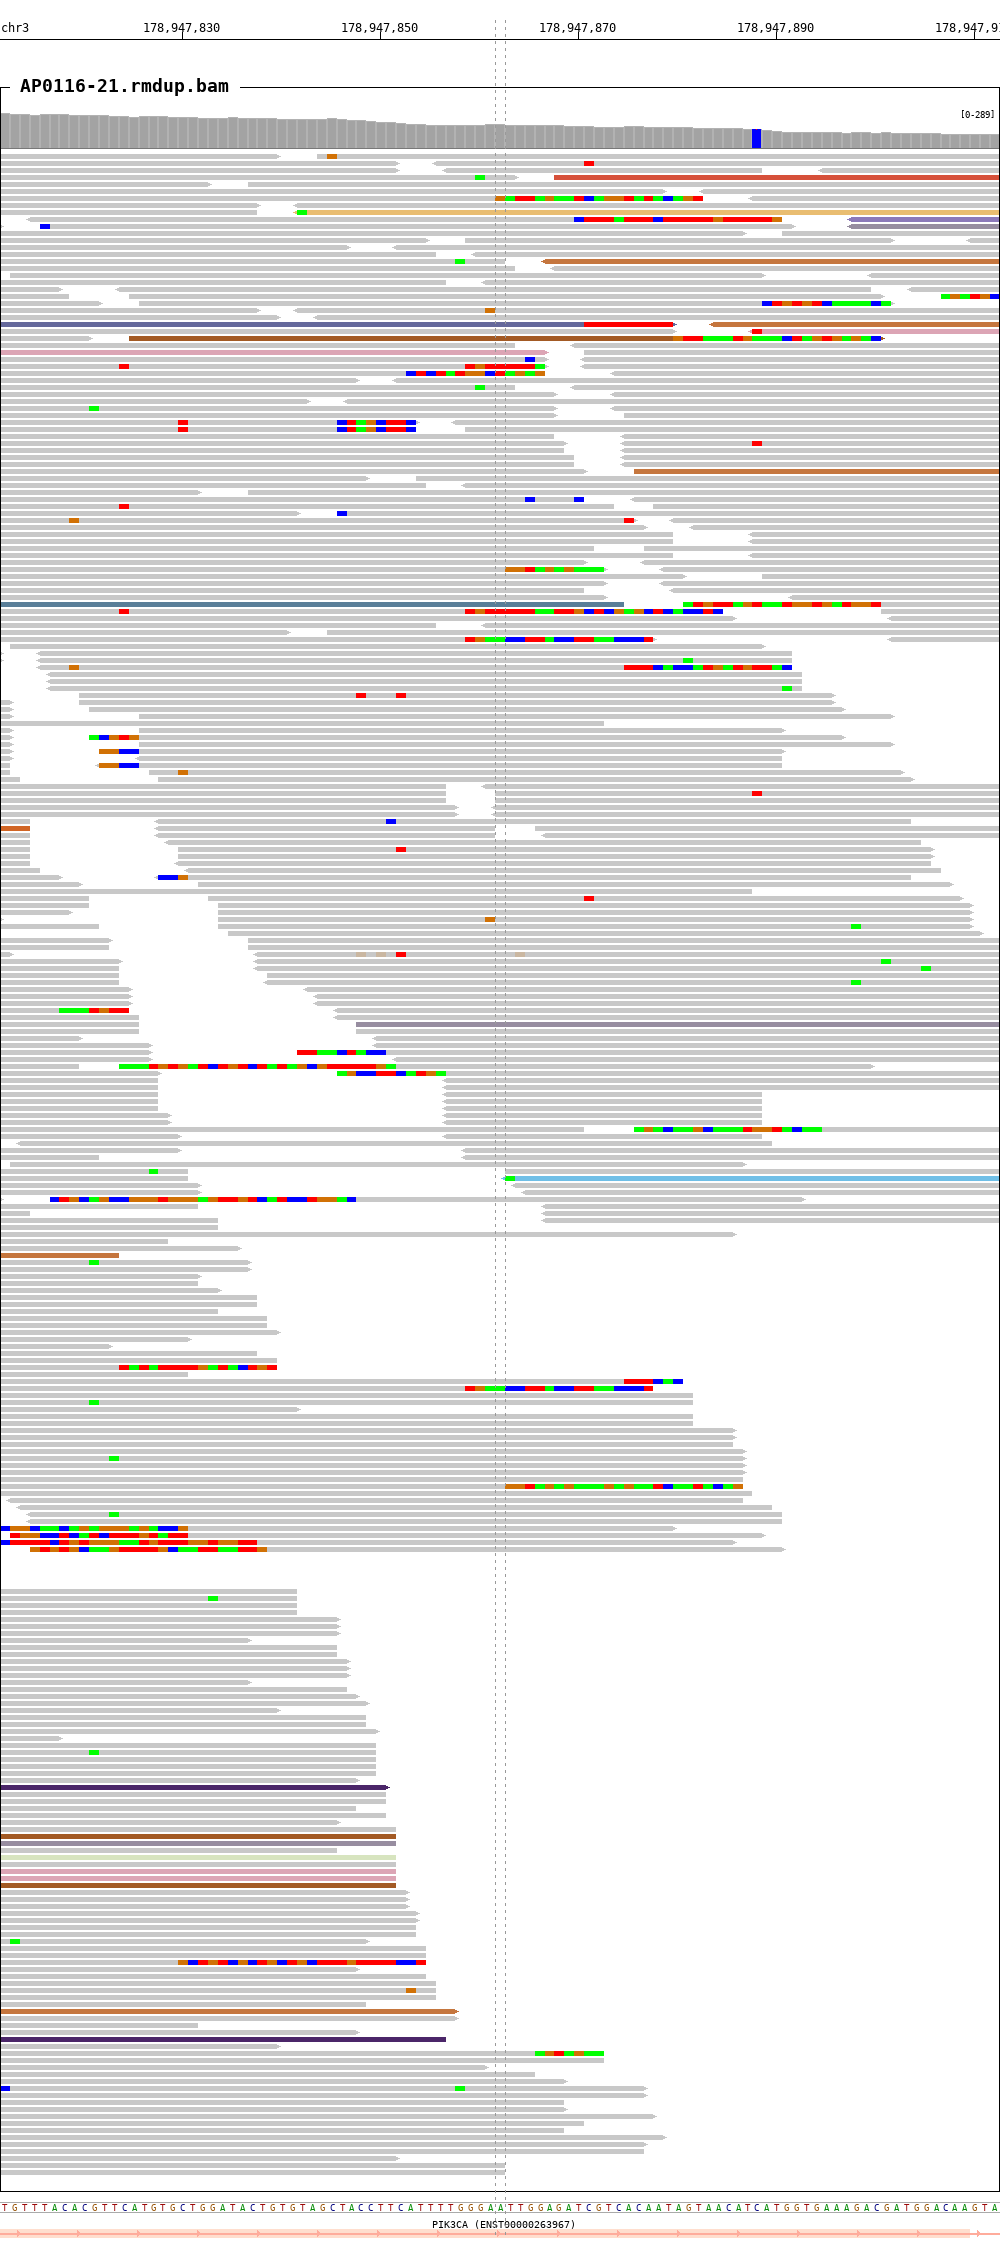 chr3 178,947,830 178,947,850 178,947,870 178,947,890 178,947,91
AP0116-21.rmdup.bam
[0-289]
T G T T T A C A C G T T C A T G T G C T G G A T A C T G T G T A G C T A C C T T C A T T T T G G G A A T T G G A G A T C G T C A C A A T A G T A A C A T C A T G G T G A A A G A C G A T G G A C A A G T A
PIK3CA (ENST00000263967)